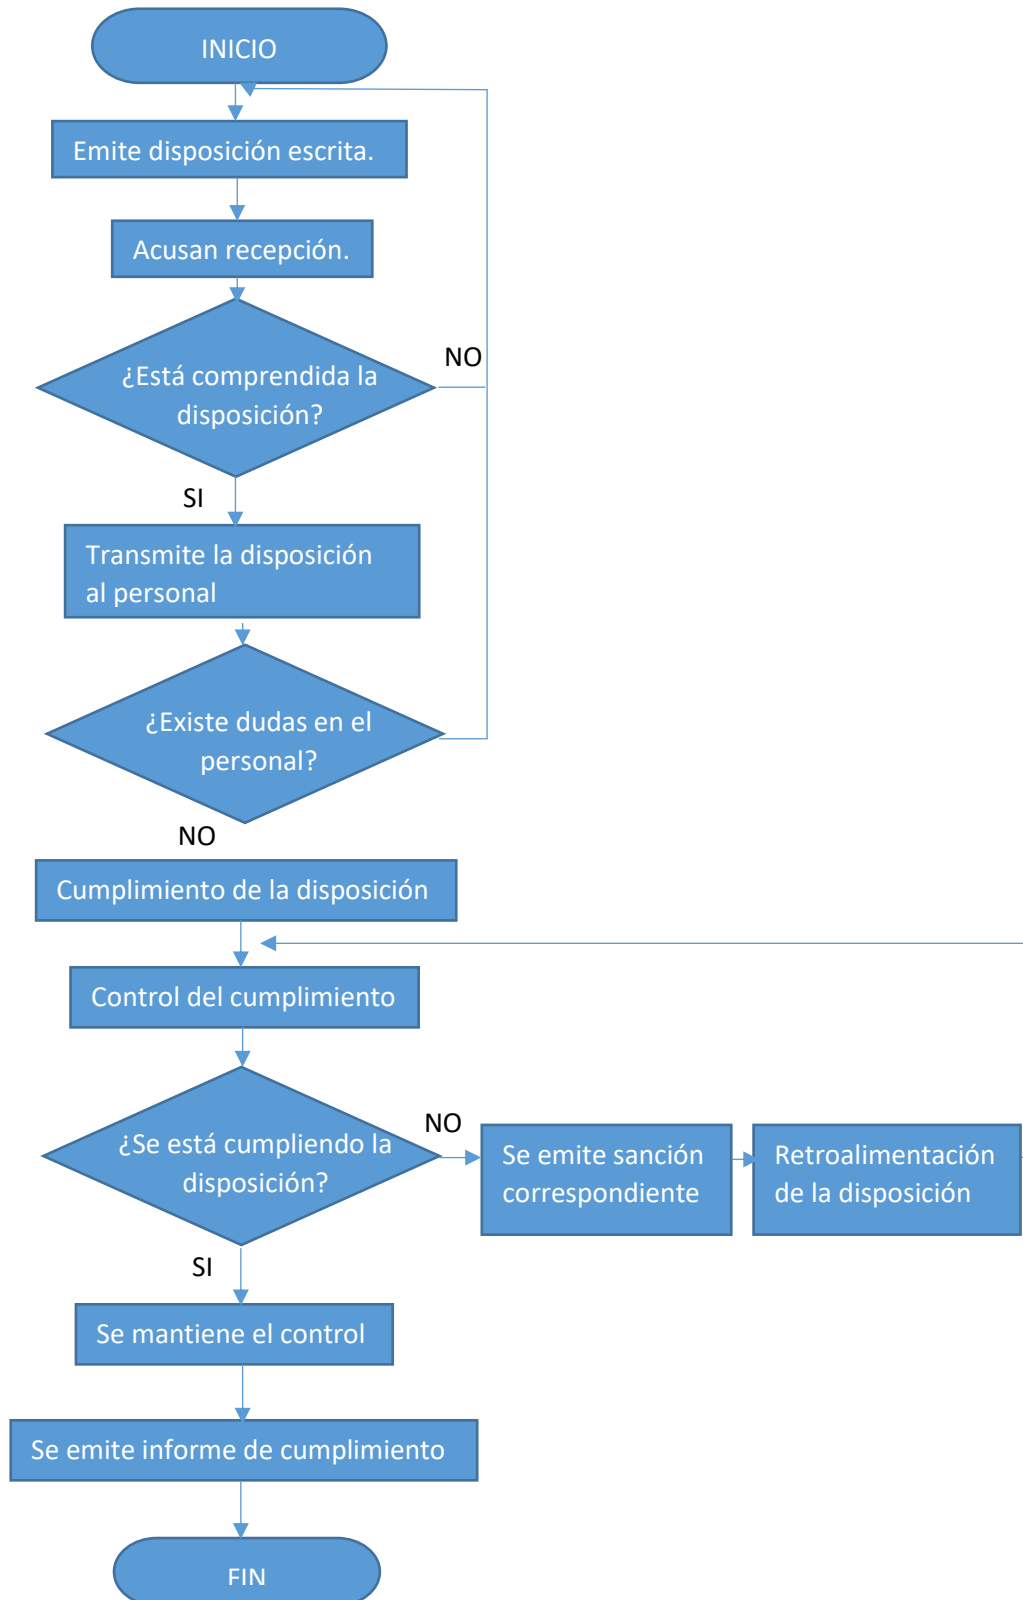 INICIO
Emite disposición escrita.
Acusan recepción.
¿Está comprendida la
disposición?
NO
SI
Transmite la disposición
al personal
¿Existe dudas en el
personal?
NO
Cumplimiento de la disposición
Control del cumplimiento
¿Se está cumpliendo la
disposición?
NO
Se emite sanción
correspondiente
Retroalimentación
de la disposición
SI
Se mantiene el control
Se emite informe de cumplimiento
FIN